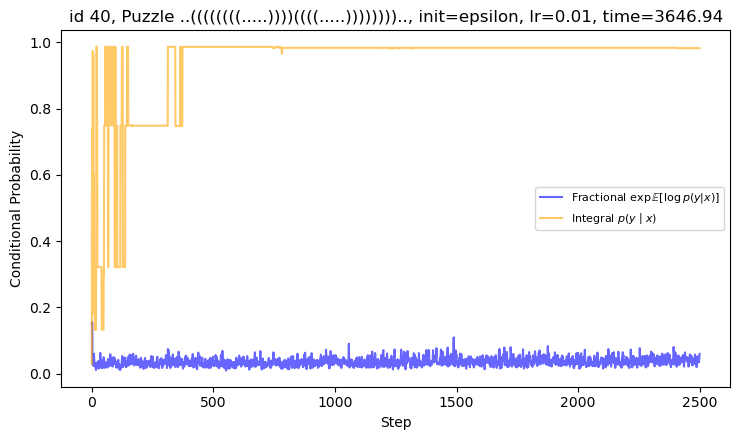 id 40, Puzzle ..((((((((.....))))((((.....)))))))).., init=epsilon, lr=0.01, time=3646.94
1.0
0.8
0.6
0.4
0.2
0.0
Conditional Probability
Fractional exp𝔼[log p(y|x)]
Integral p(y | x)
0
500
1000
1500
2000
2500
Step